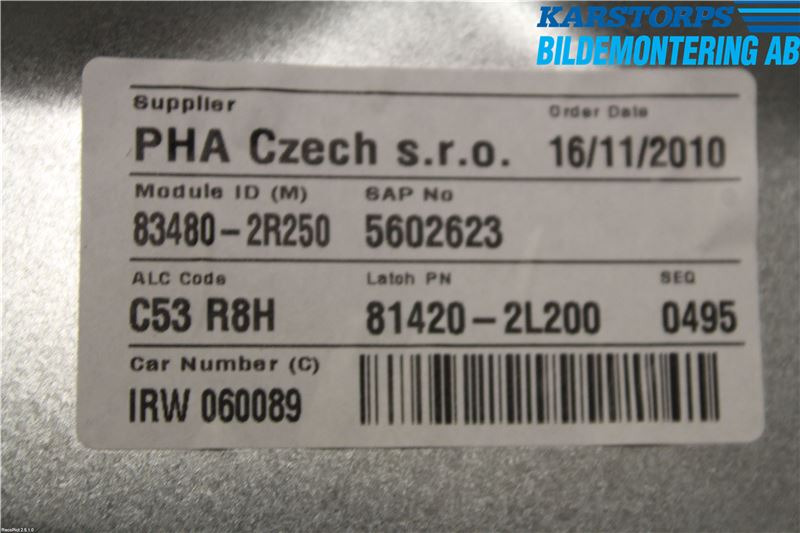 KARSTORPS
BILDEMONTERING AB
Supplier Order Date
PHA Czech s.r.o. 16/11/2010
Module ID (M) SAP No
83480-2R250 5602623
ALC Code Latch PN SEQ
C53 R8H 81420-2L200 0495
Car Number (C)
IRW 060089